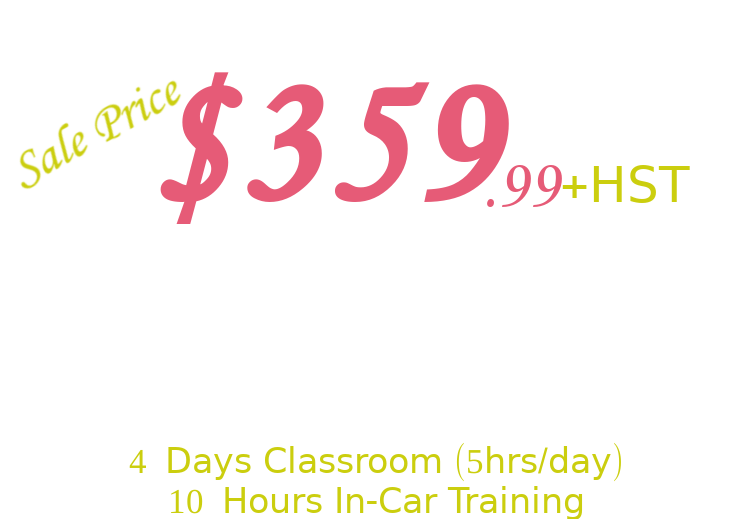 Sale Price
$359.99+HST
4 Days Classroom (5hrs/day)
10 Hours In-Car Training